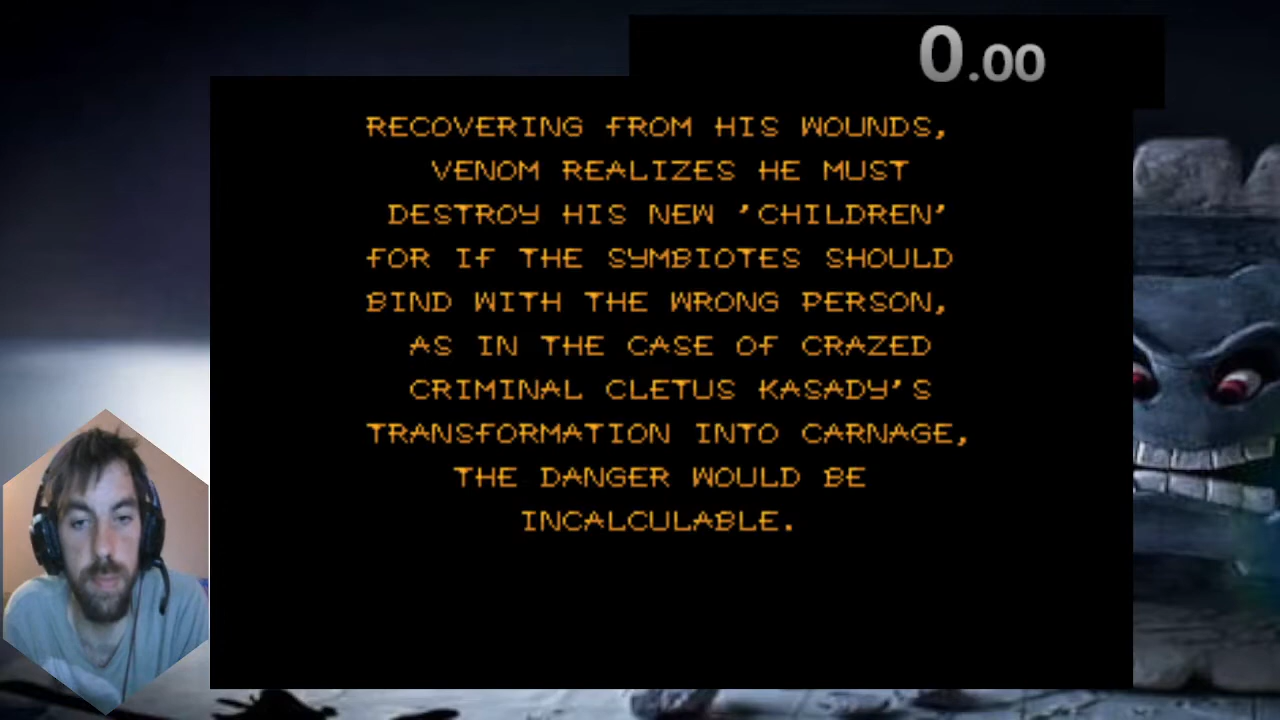 0.00
RECOVERING FROM HIS WOUNDS,
VENOM REALIZES HE MUST
DESTROY HIS NEW 'CHILDREN'
FOR IF THE SYMBIOTES SHOULD
BIND WITH THE WRONG PERSON,
AS IN THE CASE OF CRAZED
CRIMINAL CLETUS KASADY'S
TRANSFORMATION INTO CARNAGE,
THE DANGER WOULD BE
INCALCULABLE.